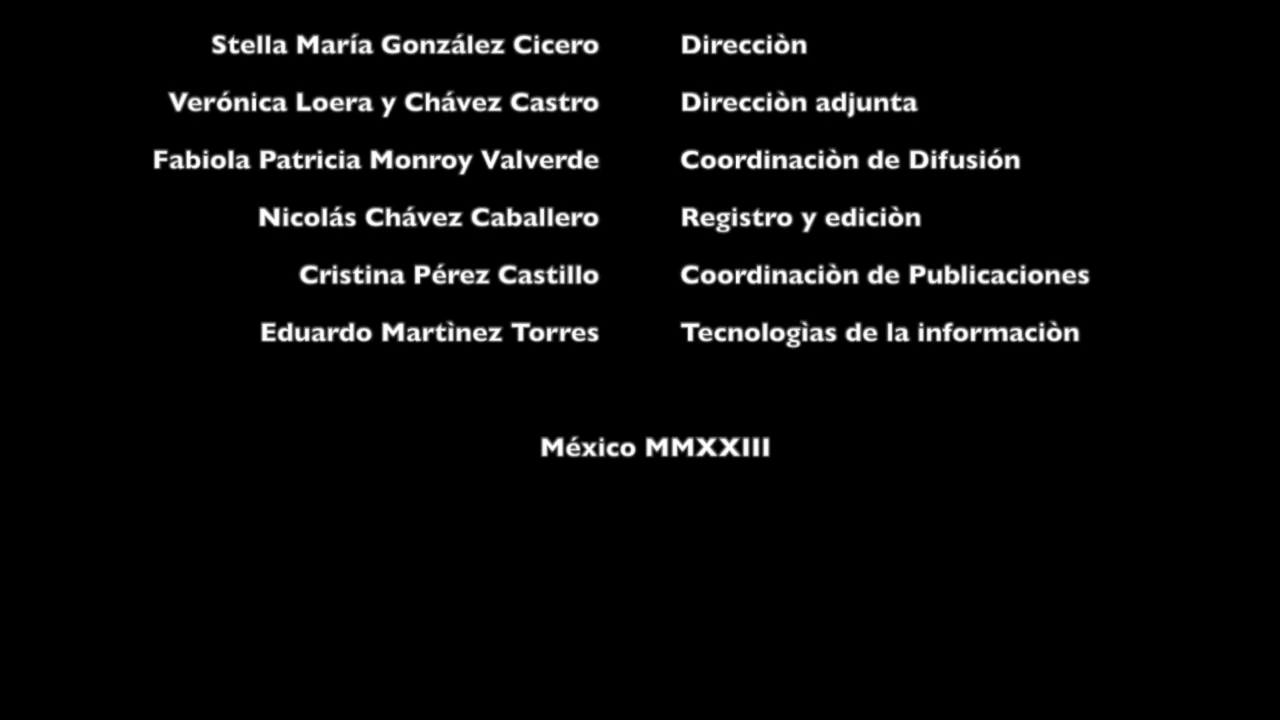 Stella María González Cicero Direcciòn
Verónica Loera y Chávez Castro Direcciòn adjunta
Fabiola Patricia Monroy Valverde Coordinaciòn de Difusión
Nicolás Chávez Caballero Registro y ediciòn
Cristina Pérez Castillo Coordinaciòn de Publicaciones
Eduardo Martìnez Torres Tecnologìas de la informaciòn
México MMXXIII